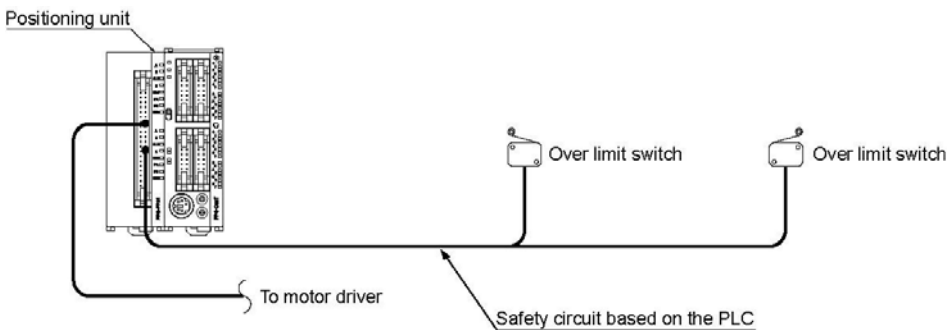 Positioning unit
Over limit switch
Over limit switch
To motor driver
Safety circuit based on the PLC